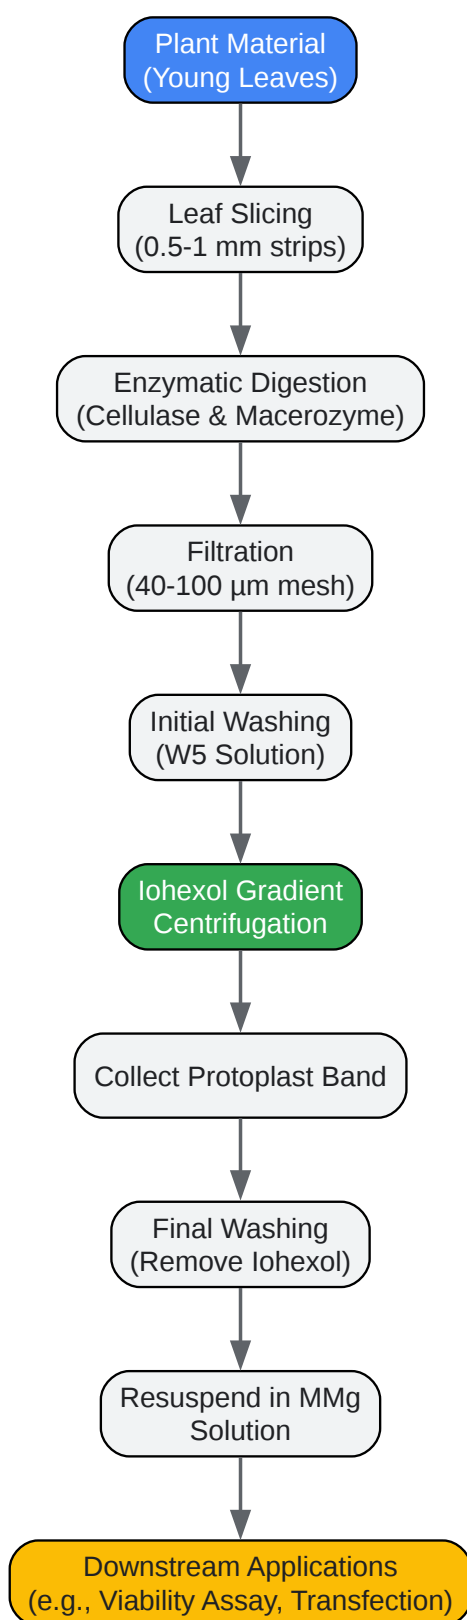 Plant Material
(Young Leaves)
Leaf Slicing
(0.5-1 mm strips)
Enzymatic Digestion
(Cellulase & Macerozyme)
Filtration
(40-100 µm mesh)
Initial Washing
(W5 Solution)
Iohexol Gradient
Centrifugation
Collect Protoplast Band
Final Washing
(Remove Iohexol)
Resuspend in MMg
Solution
Downstream Applications
(e.g., Viability Assay, Transfection)